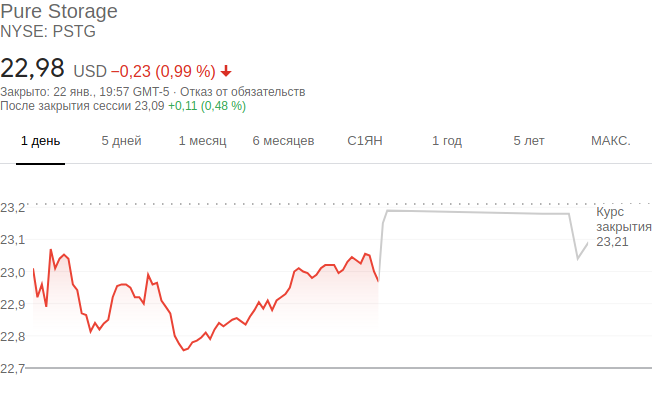 Pure Storage
NYSE: PSTG
22,98 USD −0,23 (0,99 %)
Закрыто: 22 янв., 19:57 GMT-5 · Отказ от обязательств
После закрытия сессии 23,09 +0,11 (0,48 %)
1 день 5 дней 1 месяц 6 месяцев С1ЯН 1 год 5 лет МАКС.
23,2
23,1
23,0
22,9
22,8
22,7
Курс
закрытия
23,21